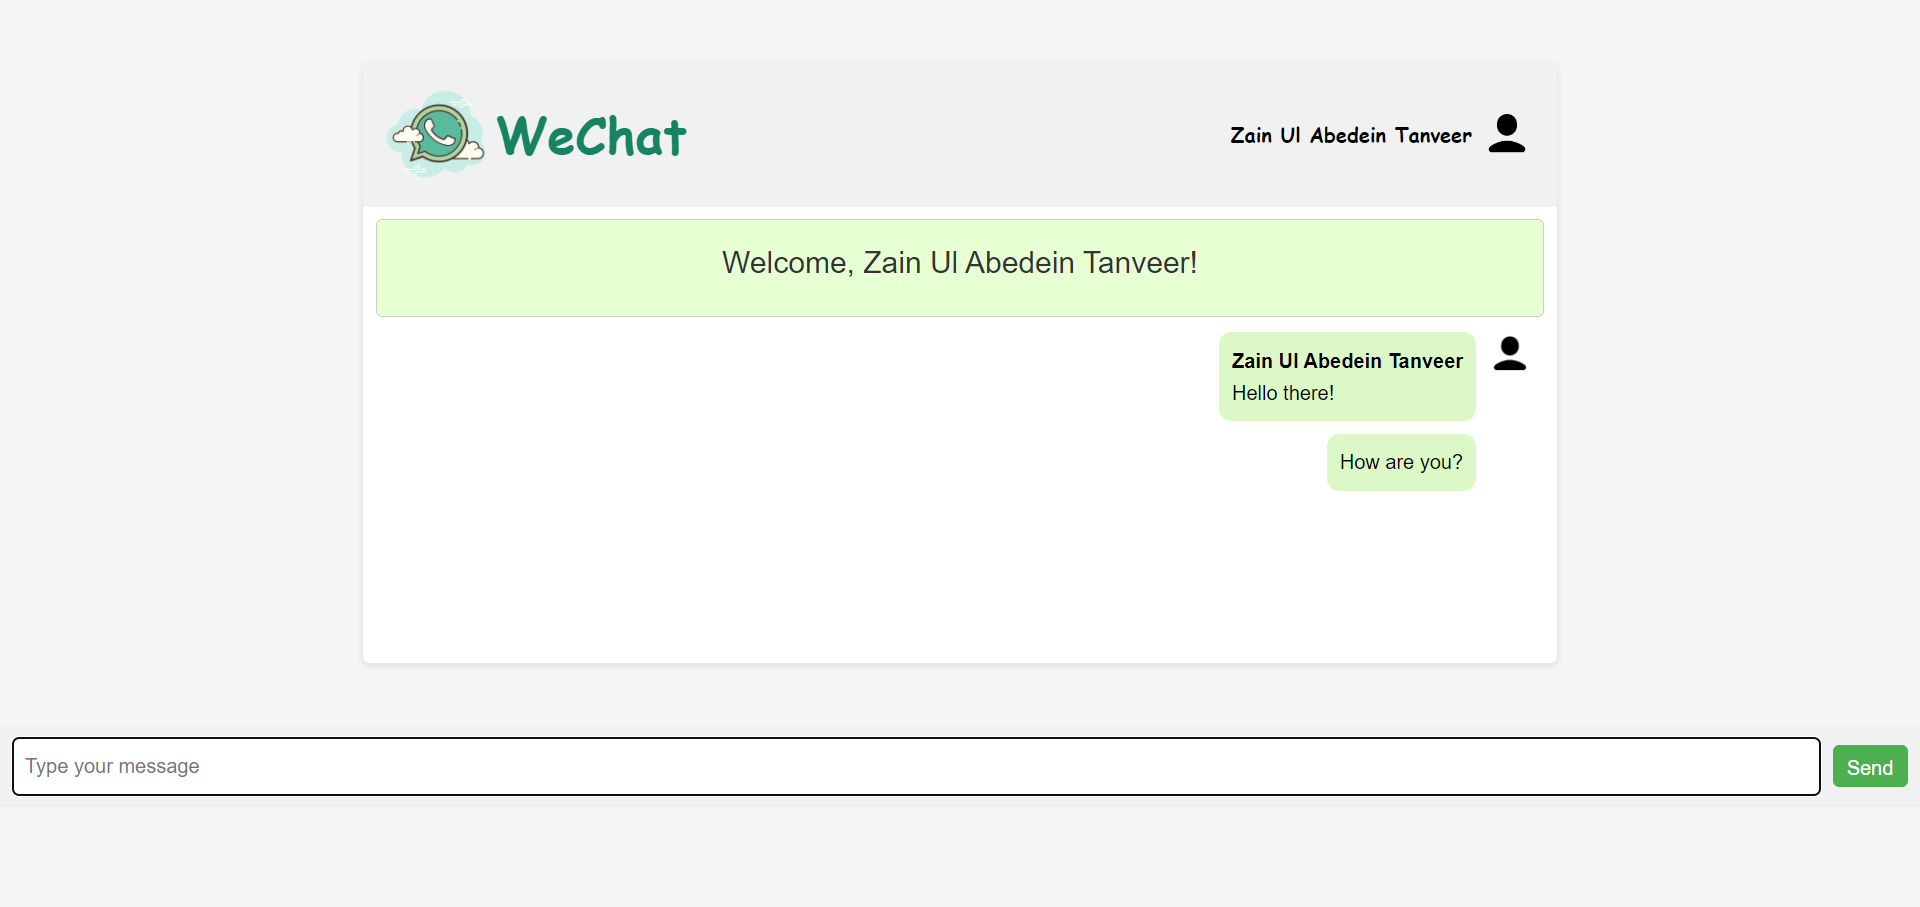 WeChat
Zain Ul Abedein Tanveer
Welcome, Zain Ul Abedein Tanveer!
Zain Ul Abedein Tanveer
Hello there!
How are you?
Type your message
Send